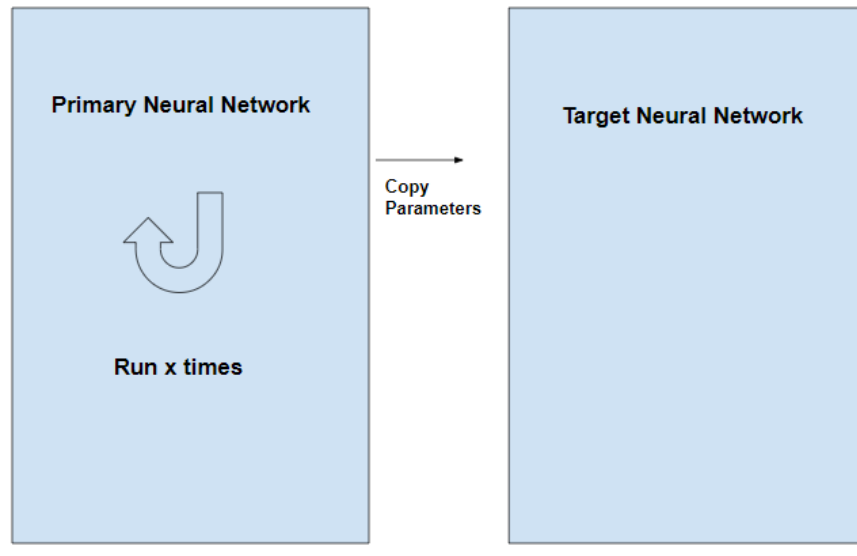 Primary Neural Network
Run x times
Copy
Parameters
Target Neural Network